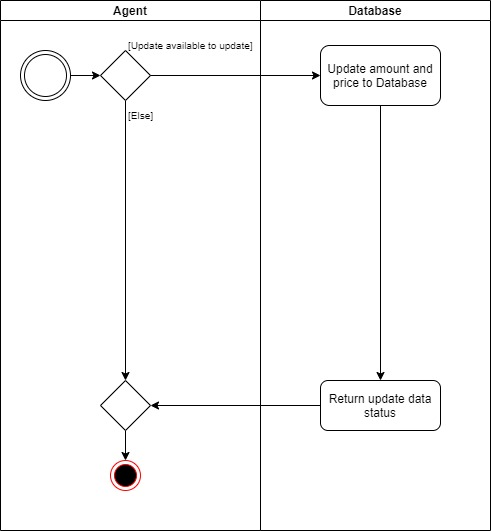 Agent
Database
[Update available to update]
Update amount and
price to Database
[Else]
Return update data
status